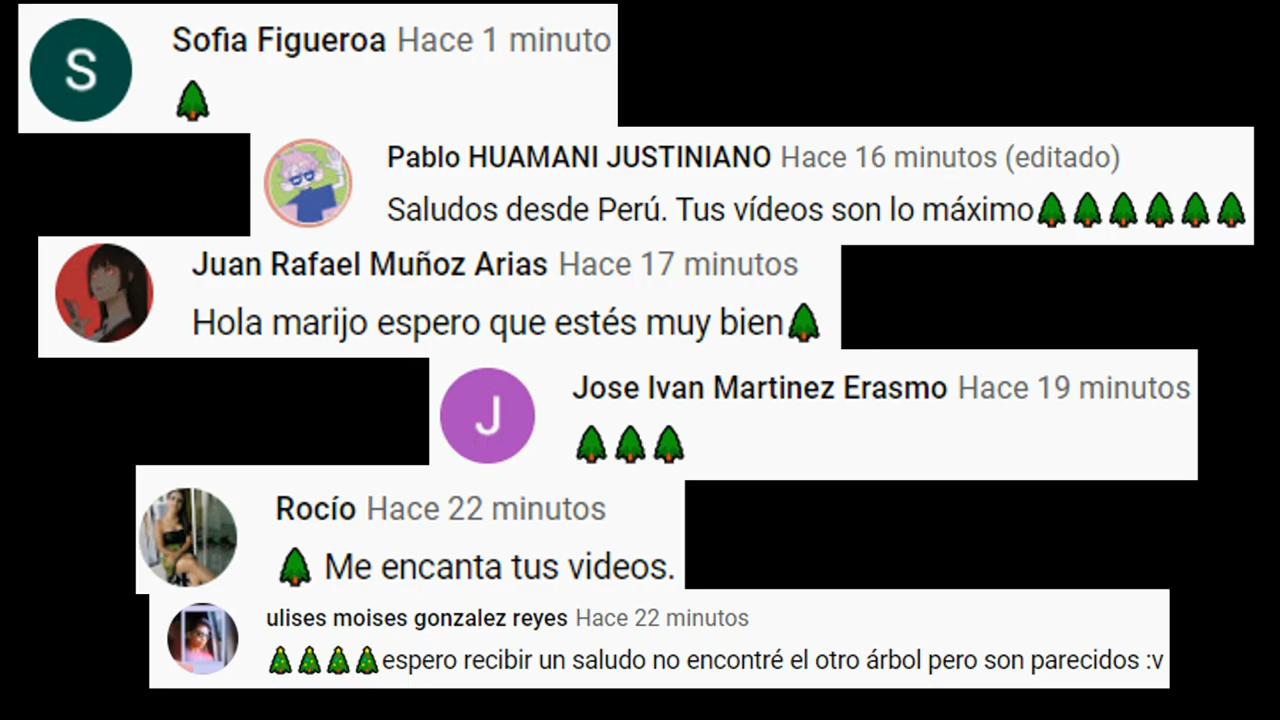 S
Sofia Figueroa Hace 1 minuto
🌲
Pablo HUAMANI JUSTINIANO Hace 16 minutos (editado)
Saludos desde Perú. Tus vídeos son lo máximo🌲🌲🌲🌲🌲🌲
Juan Rafael Muñoz Arias Hace 17 minutos
Hola marijo espero que estés muy bien🌲
J
Jose Ivan Martinez Erasmo Hace 19 minutos
🌲🌲🌲
Rocío Hace 22 minutos
🌲 Me encanta tus videos.
ulises moises gonzalez reyes Hace 22 minutos
🎄🎄🎄🎄espero recibir un saludo no encontré el otro árbol pero son parecidos :v